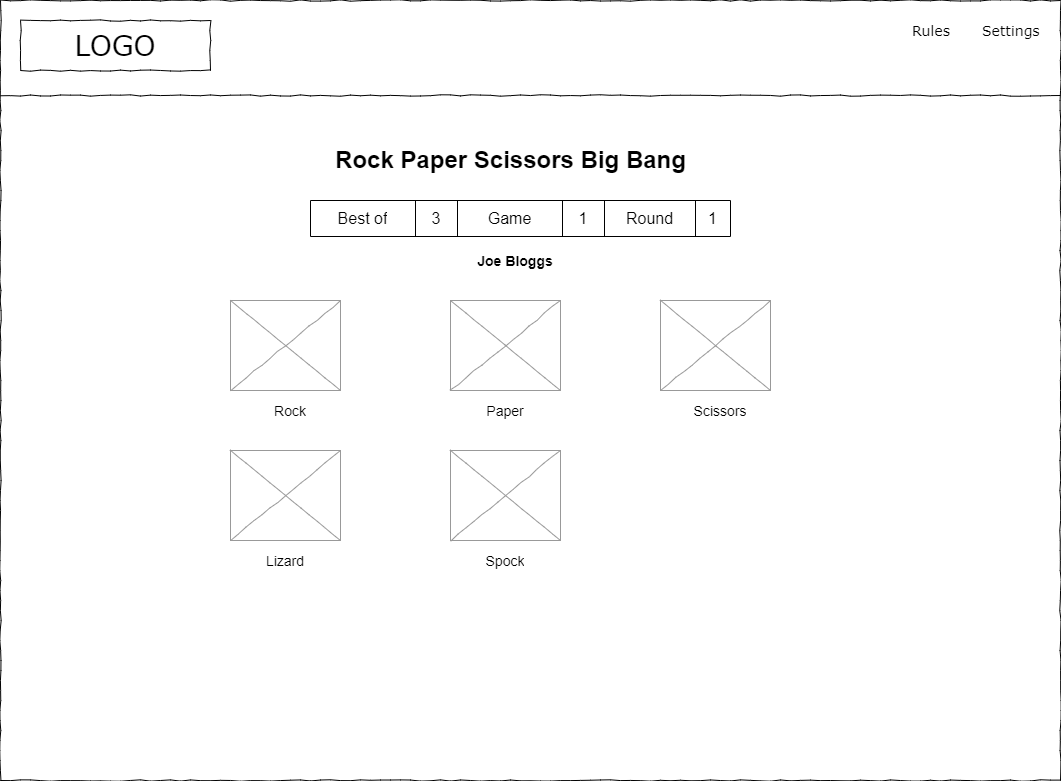 LOGO
Rules Settings
Rock Paper Scissors Big Bang
Best of 3 Game 1 Round 1
Joe Bloggs
Rock Paper Scissors
Lizard Spock